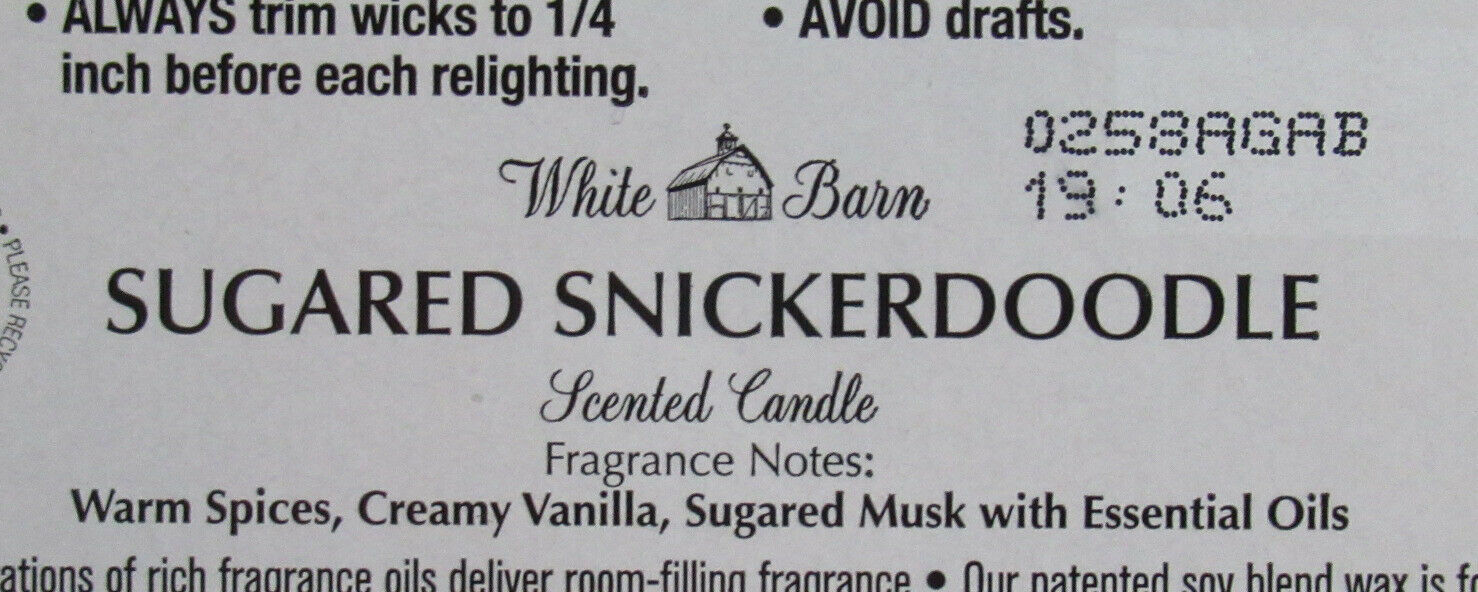 • ALWAYS trim wicks to 1/4
inch before each relighting.
• AVOID drafts.
0253AGAB
19:06
White Barn
SUGARED SNICKERDOODLE
Scented Candle
Fragrance Notes:
Warm Spices, Creamy Vanilla, Sugared Musk with Essential Oils
ations of rich fragrance oils deliver room-filling fragrance • Our patented soy blend wax is fo
• PLEASE RECYC